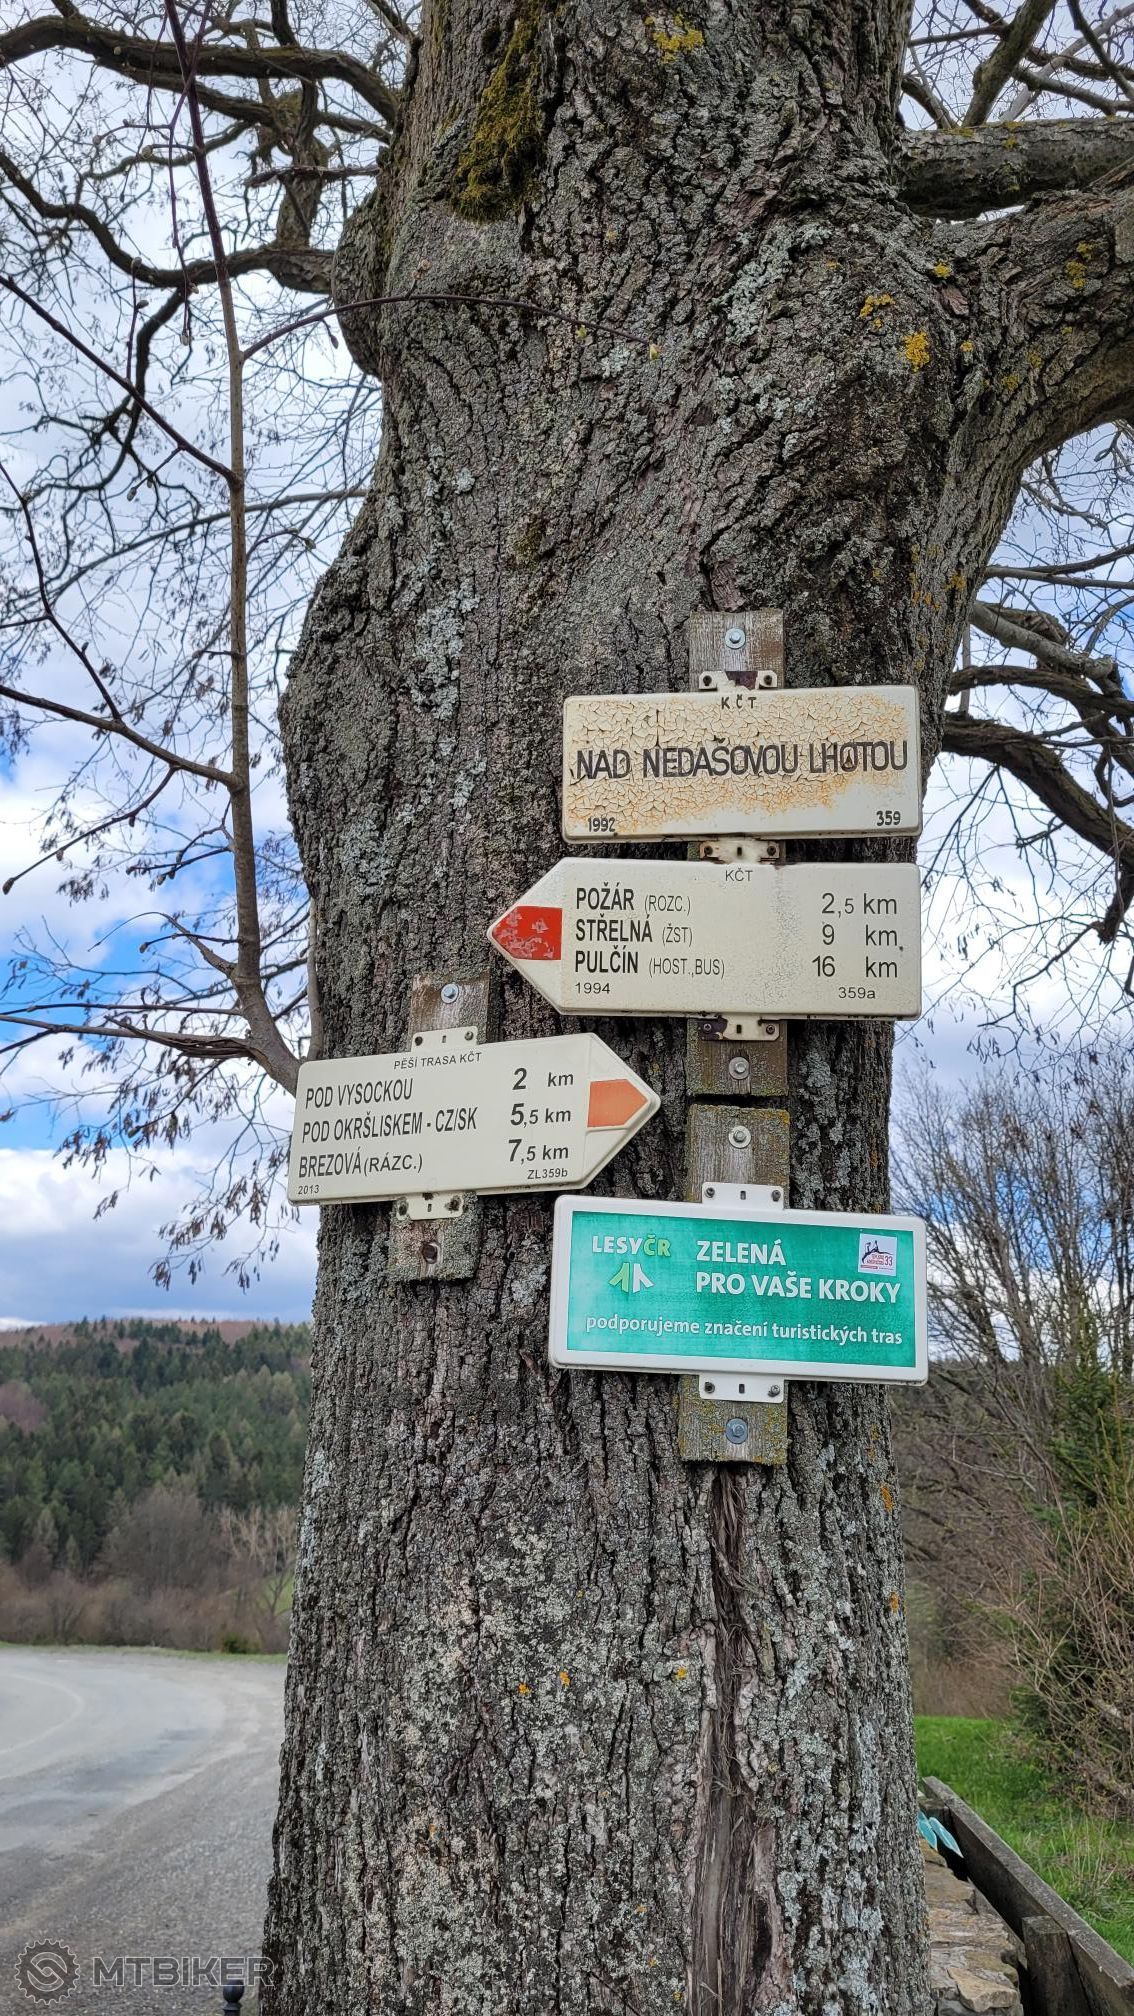 KČT
NAD NEDAŠOVOU LHOTOU
1992 359
KČT
POŽÁR (ROZC.) 2,5 km
STŘELNÁ (ŽST) 9 km
PULČÍN (HOST.,BUS) 16 km
1994 359a
PĚŠÍ TRASA KČT
POD VYSOCKOU 2 km
POD OKRŠLISKEM - CZ/SK 5,5 km
BREZOVÁ (RÁZC.) 7,5 km
2013 ZL359b
LESYČR
ZELENÁ
PRO VAŠE KROKY
33
podporujeme značení turistických tras
MTBIKER